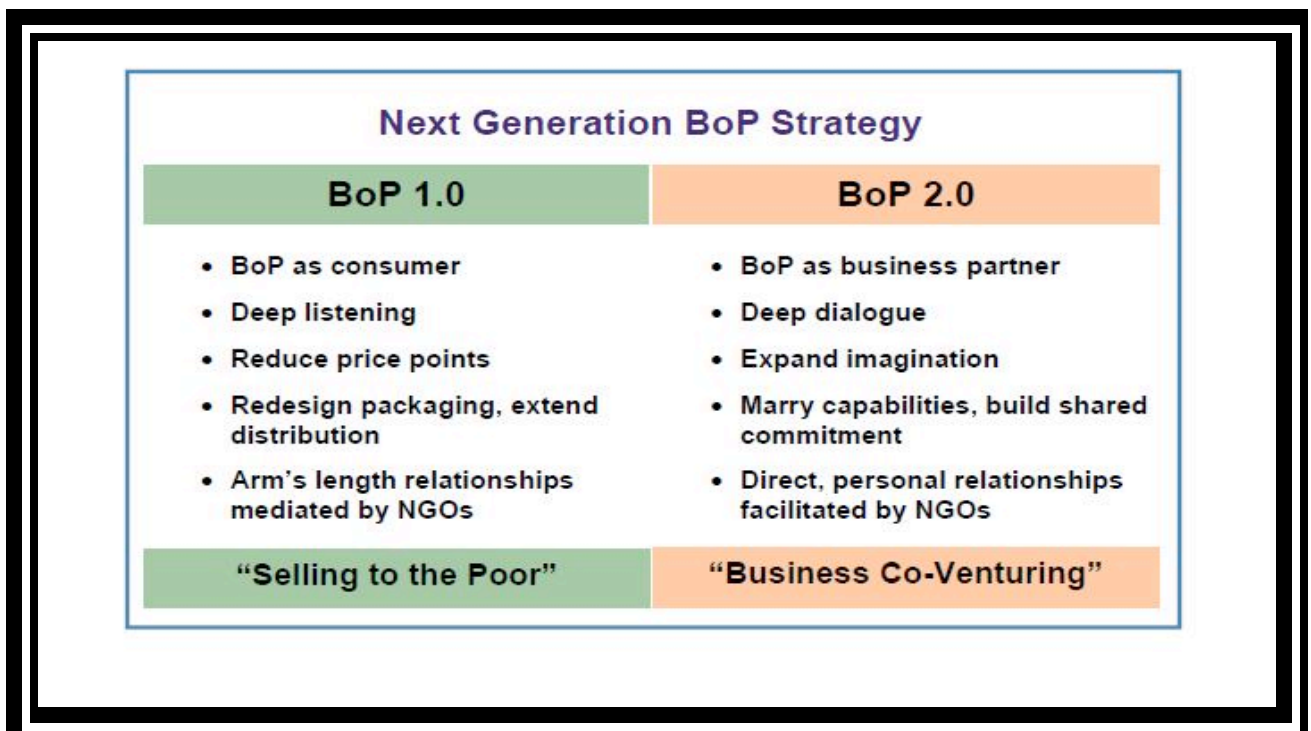 Next Generation BoP Strategy
BoP 1.0
• BoP as consumer
• Deep listening
• Reduce price points
• Redesign packaging, extend
distribution
• Arm's length relationships
mediated by NGOs
"Selling to the Poor"
BoP 2.0
• BoP as business partner
• Deep dialogue
• Expand imagination
• Marry capabilities, build shared
commitment
• Direct, personal relationships
facilitated by NGOs
"Business Co-Venturing"